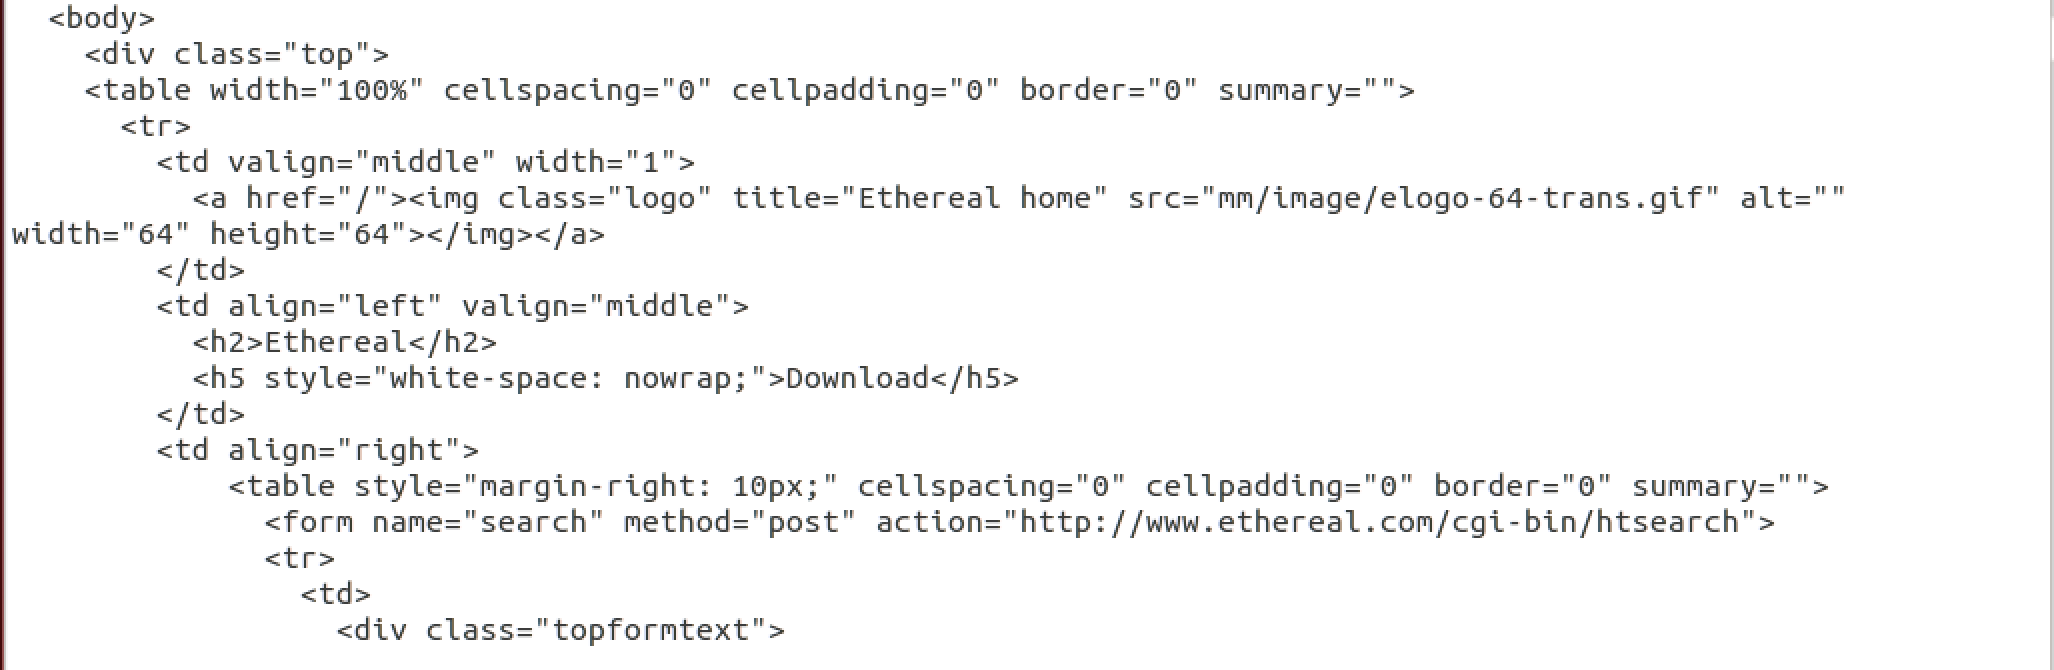 <body>
<div class="top">
<table width="100%" cellspacing="0" cellpadding="0" border="0" summary="">
<tr>
<td valign="middle" width="1">
<a href="/"><img class="logo" title="Ethereal home" src="mm/image/elogo-64-trans.gif" alt=""
width="64" height="64"></img></a>
</td>
<td align="left" valign="middle">
<h2>Ethereal</h2>
<h5 style="white-space: nowrap;">Download</h5>
</td>
<td align="right">
<table style="margin-right: 10px;" cellspacing="0" cellpadding="0" border="0" summary="">
<form name="search" method="post" action="http://www.ethereal.com/cgi-bin/htsearch">
<tr>
<td>
<div class="topformtext">